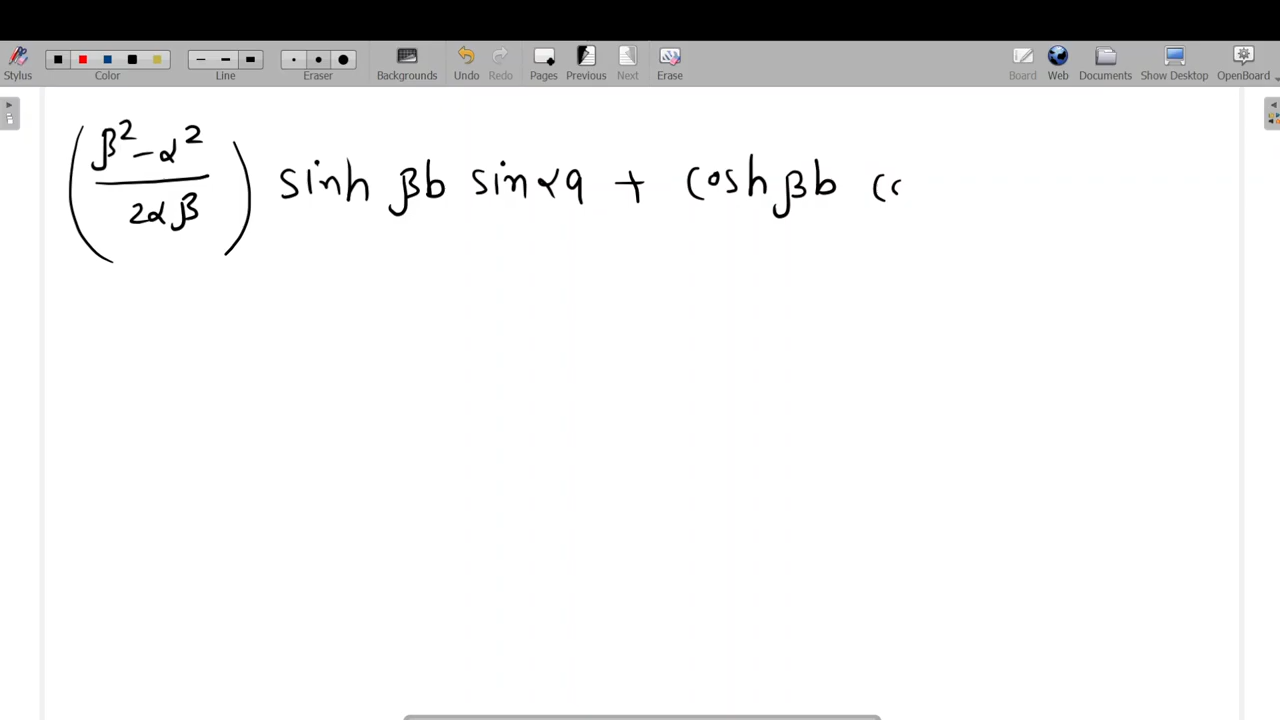 Stylus Color Line Eraser Backgrounds Undo Redo Pages Previous Next Erase Board Web Documents Show Desktop OpenBoard
(β² - α² / 2αβ) sinh βb sin αa + cosh βb